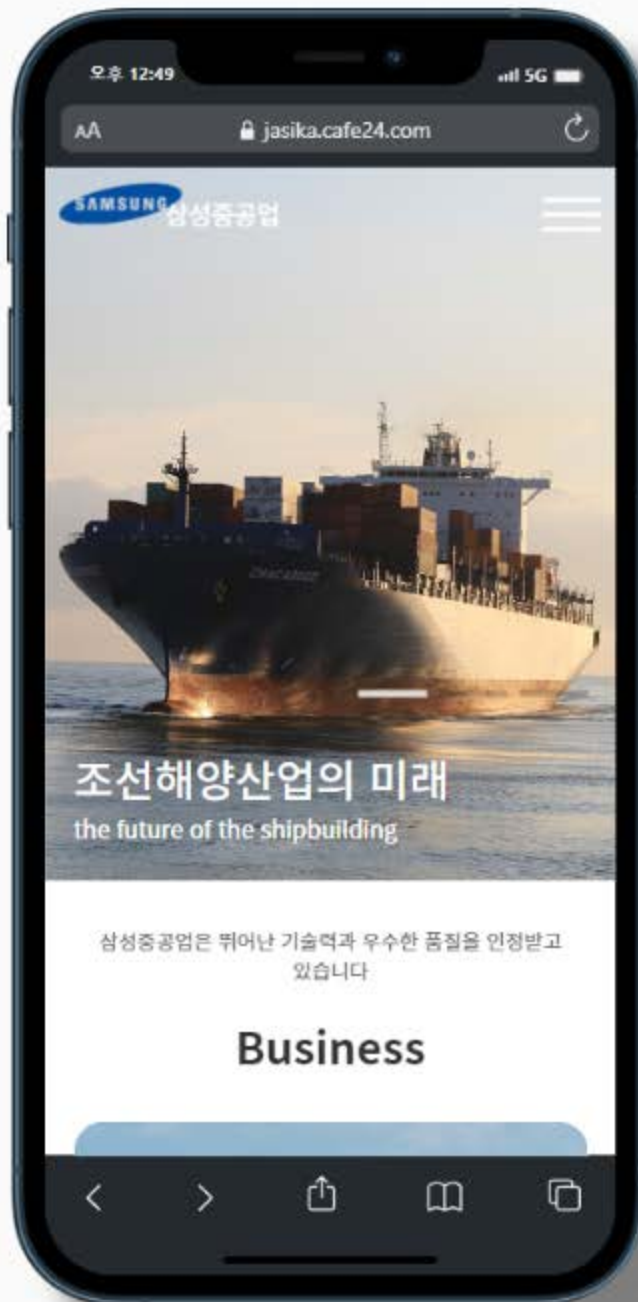 오후 12:49
5G
AA
jasika.cafe24.com
SAMSUNG
삼성중공업
조선해양산업의 미래
the future of the shipbuilding
삼성중공업은 뛰어난 기술력과 우수한 품질을 인정받고
있습니다
Business